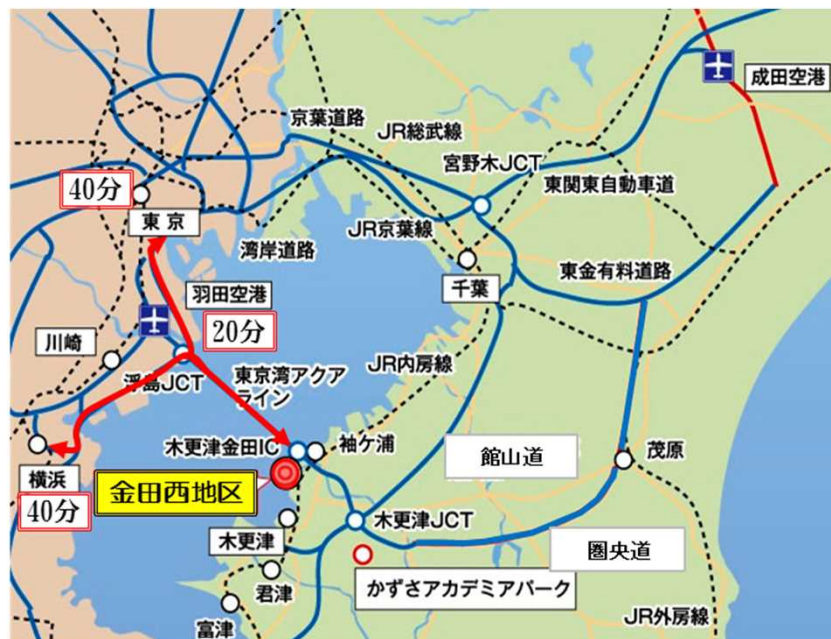 成田空港
京葉道路
JR総武線
宮野木JCT
40分
東京
東関東自動車道
湾岸道路
JR京葉線
千葉
東金有料道路
羽田空港
20分
川崎
浮島JCT
東京湾アクア
ライン
JR内房線
木更津金田IC
袖ケ浦
館山道
茂原
横浜
40分
金田西地区
木更津
木更津JCT
圏央道
君津
かずさアカデミアパーク
富津
JR外房線